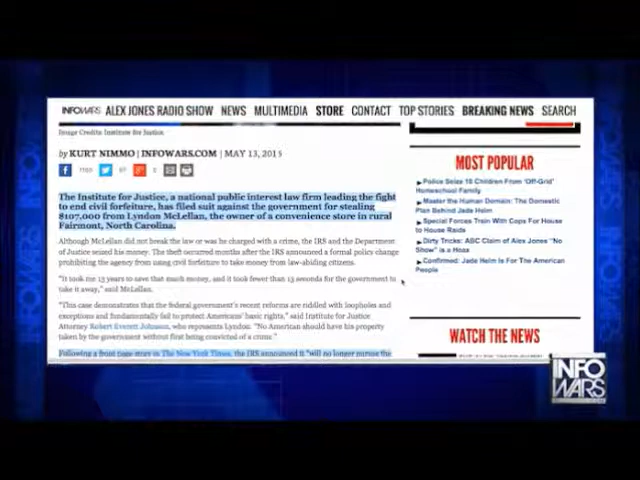 INFOWARS ALEX JONES RADIO SHOW NEWS MULTIMEDIA STORE CONTACT TOP STORIES BREAKING NEWS SEARCH
Image Credits: Institute for Justice
by KURT NIMMO | INFOWARS.COM | MAY 13, 2015
The Institute for Justice, a national public interest law firm leading the fight
to end civil forfeiture, has filed suit against the government for stealing
$107,000 from Lyndon McLellan, the owner of a convenience store in rural
Fairmont, North Carolina.
Although McLellan did not break the law or was he charged with a crime, the IRS and the Department
of Justice seized his money. The theft occurred months after the IRS announced a formal policy change
prohibiting the agency from using civil forfeiture to take money from law-abiding citizens.
"It took me 13 years to save that much money, and it took fewer than 13 seconds for the government to
take it away," said McLellan.
"This case demonstrates that the federal government's recent reforms are riddled with loopholes and
exceptions and fundamentally fail to protect Americans' basic rights," said Institute for Justice
Attorney Robert Everett Johnson, who represents Lyndon. "No American should have his property
taken by the government without first being convicted of a crime."
Following a front page story in The New York Times, the IRS announced it "will no longer pursue the
MOST POPULAR
Police Seize 10 Children From 'Off-Grid'
Homeschool Family
Master the Human Domain: The Domestic
Plan Behind Jade Helm
Special Forces Train With Cops For House
to House Raids
Dirty Tricks: ABC Claim of Alex Jones "No
Show" is a Hoax
Confirmed: Jade Helm Is For The American
People
WATCH THE NEWS
INFO
WARS
INFOWARS